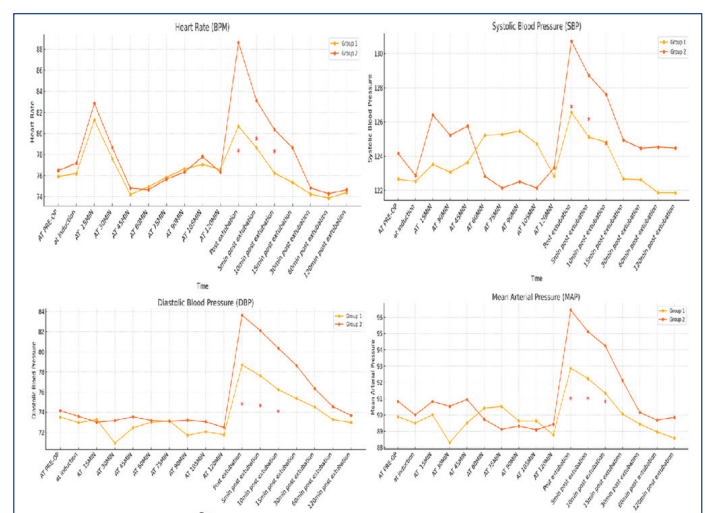 Heart Rate (BPM)
Group 1
Group 2
Heart Rate
88
86
84
82
80
78
76
74
AT PRE-OP
at induction
AT 15MIN
AT 30MIN
AT 45MIN
AT 60MIN
AT 75MIN
AT 90MIN
AT 105MIN
AT 120MIN
Post extubation
5min post extubation
10min post extubation
15min post extubation
30min post extubation
60min post extubation
120min post extubation
Time
Systolic Blood Pressure (SBP)
Group 1
Group 2
Systolic Blood Pressure
130
128
126
124
122
AT PRE-OP
at induction
AT 15MIN
AT 30MIN
AT 45MIN
AT 60MIN
AT 75MIN
AT 90MIN
AT 105MIN
AT 120MIN
Post extubation
5min post extubation
10min post extubation
15min post extubation
30min post extubation
60min post extubation
120min post extubation
Time
Diastolic Blood Pressure (DBP)
Group 1
Group 2
Diastolic Blood Pressure
84
82
80
78
76
74
72
AT PRE-OP
at induction
AT 15MIN
AT 30MIN
AT 45MIN
AT 60MIN
AT 75MIN
AT 90MIN
AT 105MIN
AT 120MIN
Post extubation
5min post extubation
10min post extubation
15min post extubation
30min post extubation
60min post extubation
120min post extubation
Mean Arterial Pressure (MAP)
Group 1
Group 2
Mean Arterial Pressure
96
95
94
93
92
91
90
89
88
AT PRE-OP
at induction
AT 15MIN
AT 30MIN
AT 45MIN
AT 60MIN
AT 75MIN
AT 90MIN
AT 105MIN
AT 120MIN
Post extubation
5min post extubation
10min post extubation
15min post extubation
30min post extubation
60min post extubation
120min post extubation
Time